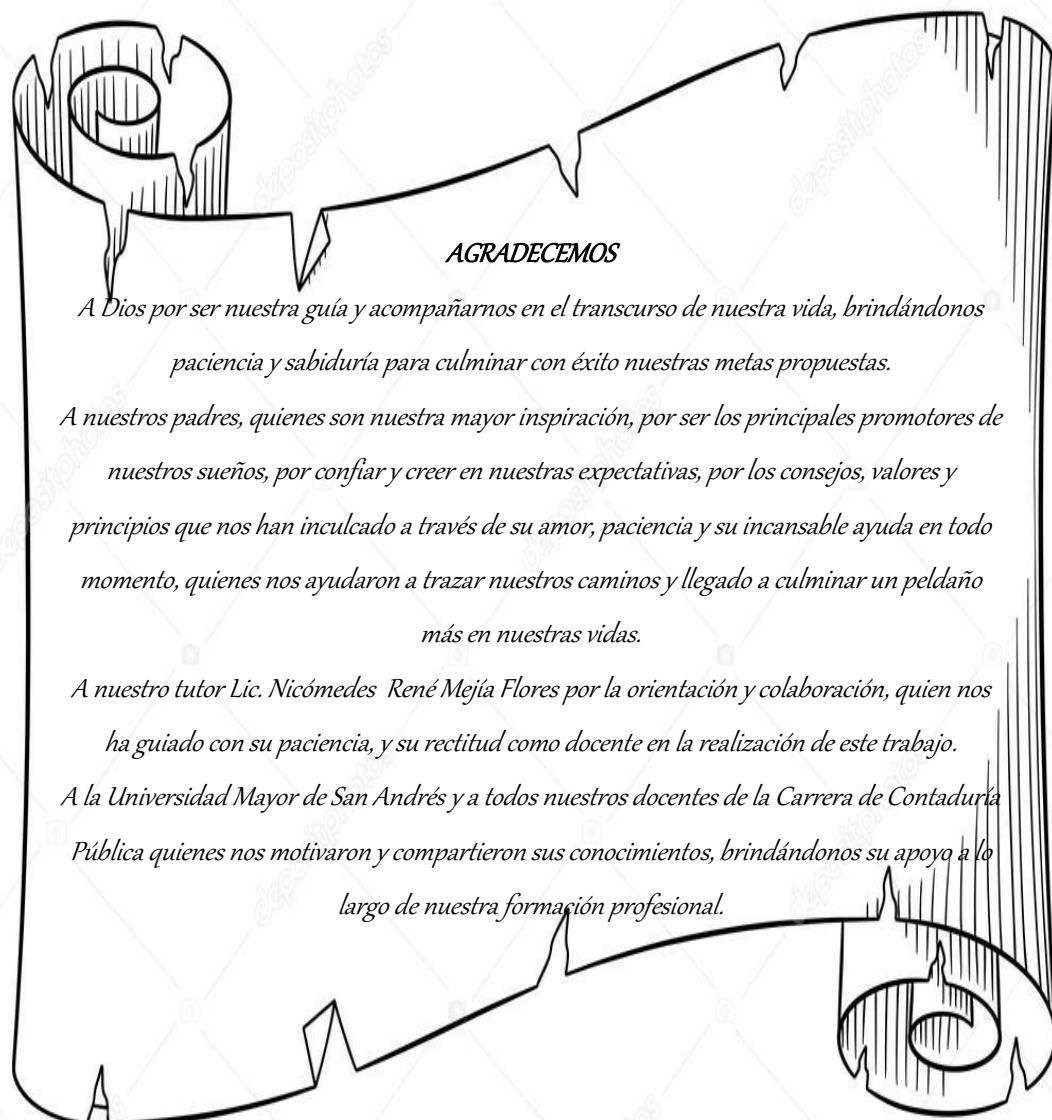 AGRADECEMOS
A Dios por ser nuestra guía y acompañarnos en el transcurso de nuestra vida, brindándonos
paciencia y sabiduría para culminar con éxito nuestras metas propuestas.
A nuestros padres, quienes son nuestra mayor inspiración, por ser los principales promotores de
nuestros sueños, por confiar y creer en nuestras expectativas, por los consejos, valores y
principios que nos han inculcado a través de su amor, paciencia y su incansable ayuda en todo
momento, quienes nos ayudaron a trazar nuestros caminos y llegado a culminar un peldaño
más en nuestras vidas.
A nuestro tutor Lic. Nicómedes René Mejía Flores por la orientación y colaboración, quien nos
ha guiado con su paciencia, y su rectitud como docente en la realización de este trabajo.
A la Universidad Mayor de San Andrés y a todos nuestros docentes de la Carrera de Contaduría
Pública quienes nos motivaron y compartieron sus conocimientos, brindándonos su apoyo a lo
largo de nuestra formación profesional.
depositphotos
depositphotos
depositphotos
depositphotos
depositphotos
depositphotos
depositphotos